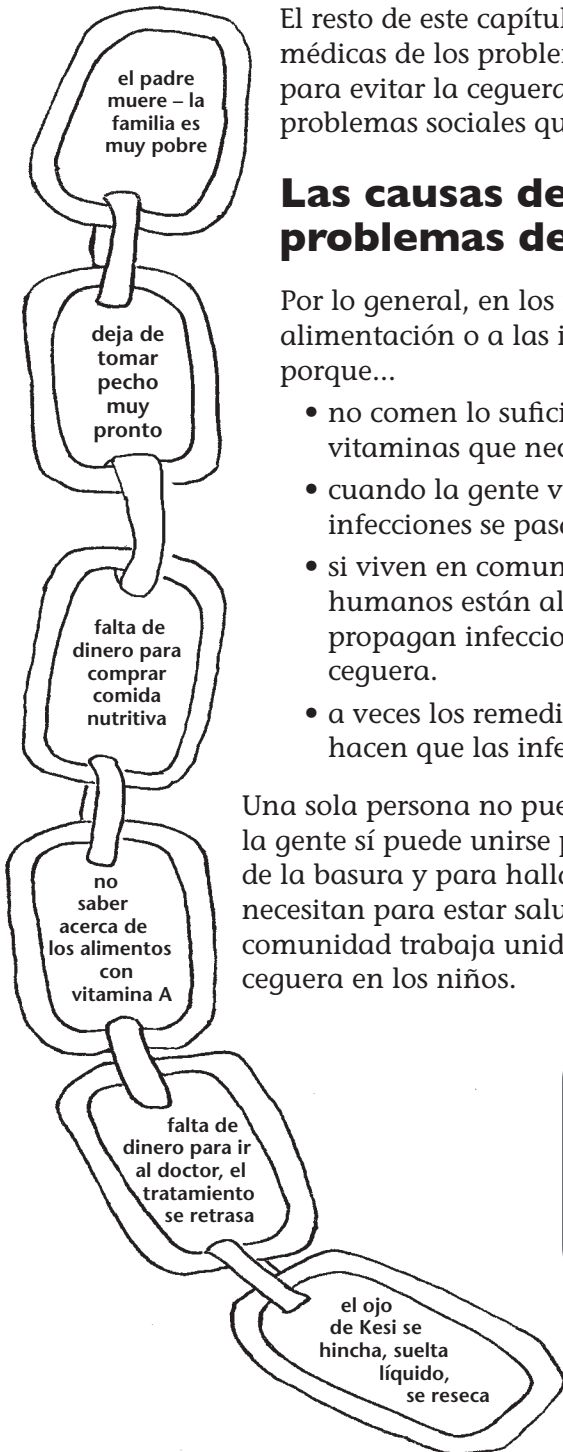 el padre
muere – la
familia es
muy pobre
deja de
tomar
pecho
muy
pronto
falta de
dinero para
comprar
comida
nutritiva
no
saber
acerca de
los alimentos
con
vitamina A
falta de
dinero para ir
al doctor, el
tratamiento
se retrasa
el ojo
de Kesi se
hincha, suelta
líquido,
se reseca
El resto de este capítul
médicas de los problem
para evitar la ceguera
problemas sociales qu
Las causas de
problemas de
Por lo general, en los
alimentación o a las i
porque...
• no comen lo sufici
vitaminas que nec
• cuando la gente v
infecciones se pasa
• si viven en comun
humanos están al
propagan infeccio
ceguera.
• a veces los remedi
hacen que las infe
Una sola persona no pue
la gente sí puede unirse p
de la basura y para halla
necesitan para estar salu
comunidad trabaja unid
ceguera en los niños.